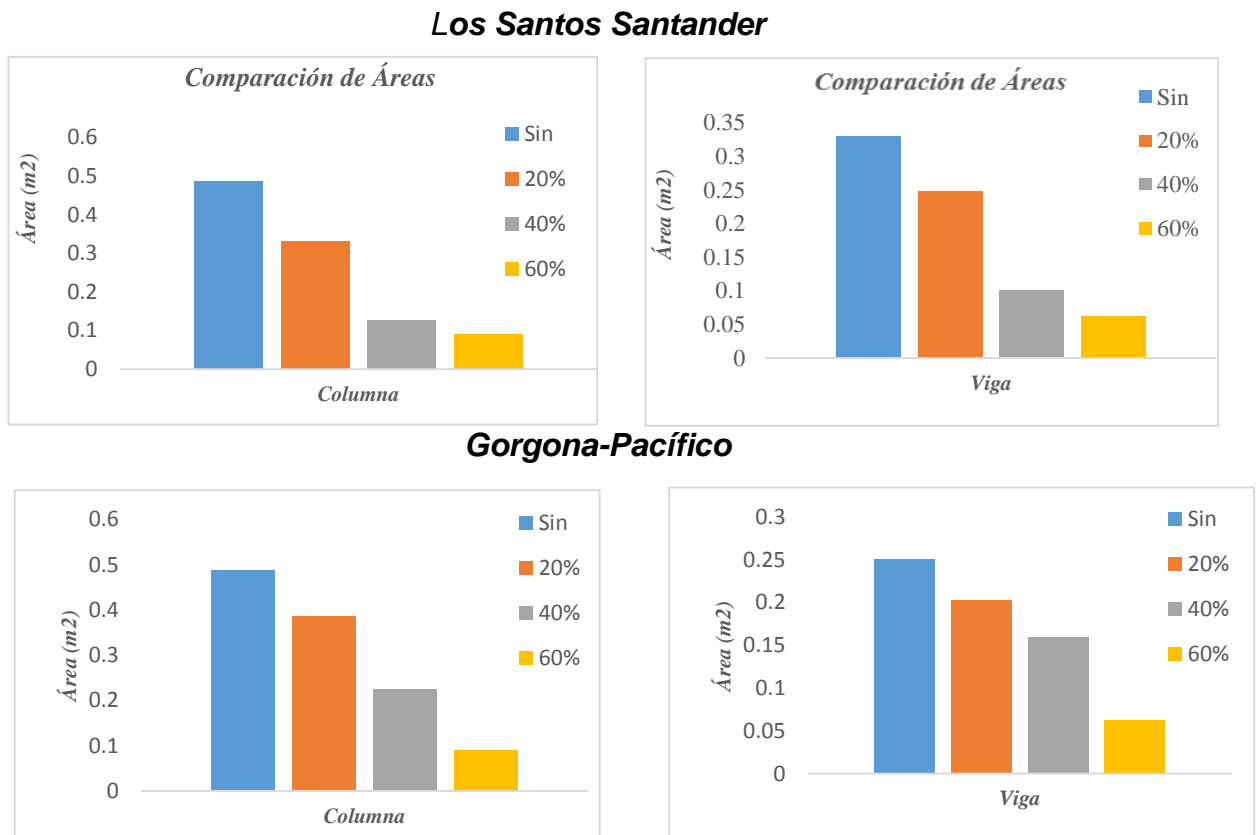 Los Santos Santander
Comparación de Áreas
Área (m2)
0.6
0.5
0.4
0.3
0.2
0.1
0
Columna
Sin
20%
40%
60%
Comparación de Áreas
Área (m2)
0.35
0.3
0.25
0.2
0.15
0.1
0.05
0
Viga
Sin
20%
40%
60%
Gorgona-Pacífico
Área (m2)
0.6
0.5
0.4
0.3
0.2
0.1
0
Columna
Sin
20%
40%
60%
Área (m2)
0.3
0.25
0.2
0.15
0.1
0.05
0
Viga
Sin
20%
40%
60%